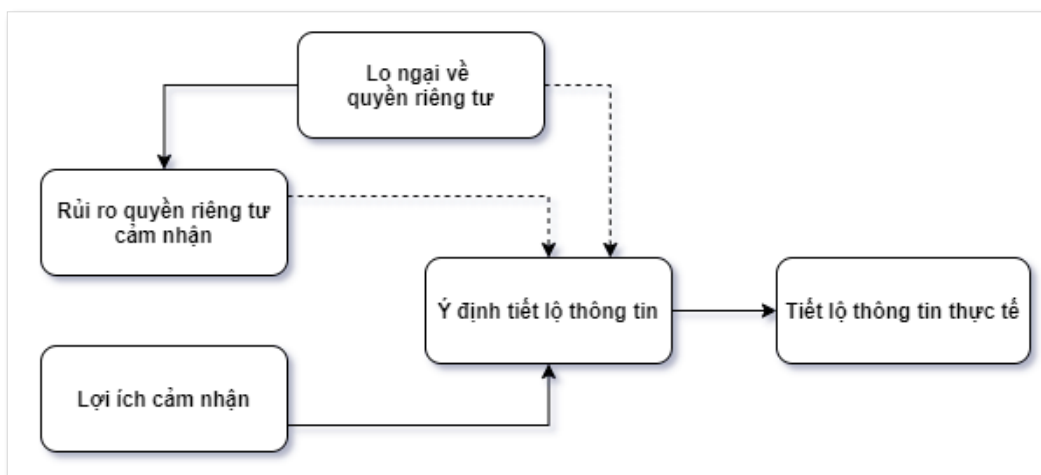 Lo ngại về
quyền riêng tư
Rủi ro quyền riêng tư
cảm nhận
Ý định tiết lộ thông tin
Tiết lộ thông tin thực tế
Lợi ích cảm nhận